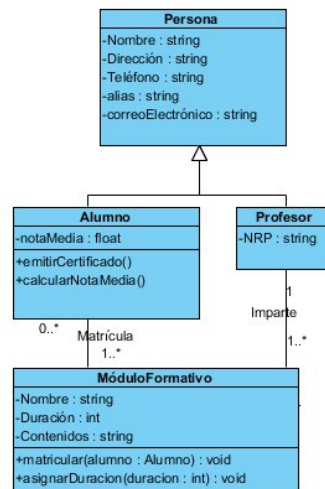 Persona
-Nombre : string
-Dirección : string
-Teléfono : string
-alias : string
-correoElectrónico : string
Alumno
-notaMedia : float
+emitirCertificado()
+calcularNotaMedia()
Profesor
-NRP : string
0..*
Matrícula
1..*
1
Imparte
1..*
MóduloFormativo
-Nombre : string
-Duración : int
-Contenidos : string
+matricular(alumno : Alumno) : void
+asignarDuracion(duracion : int) : void